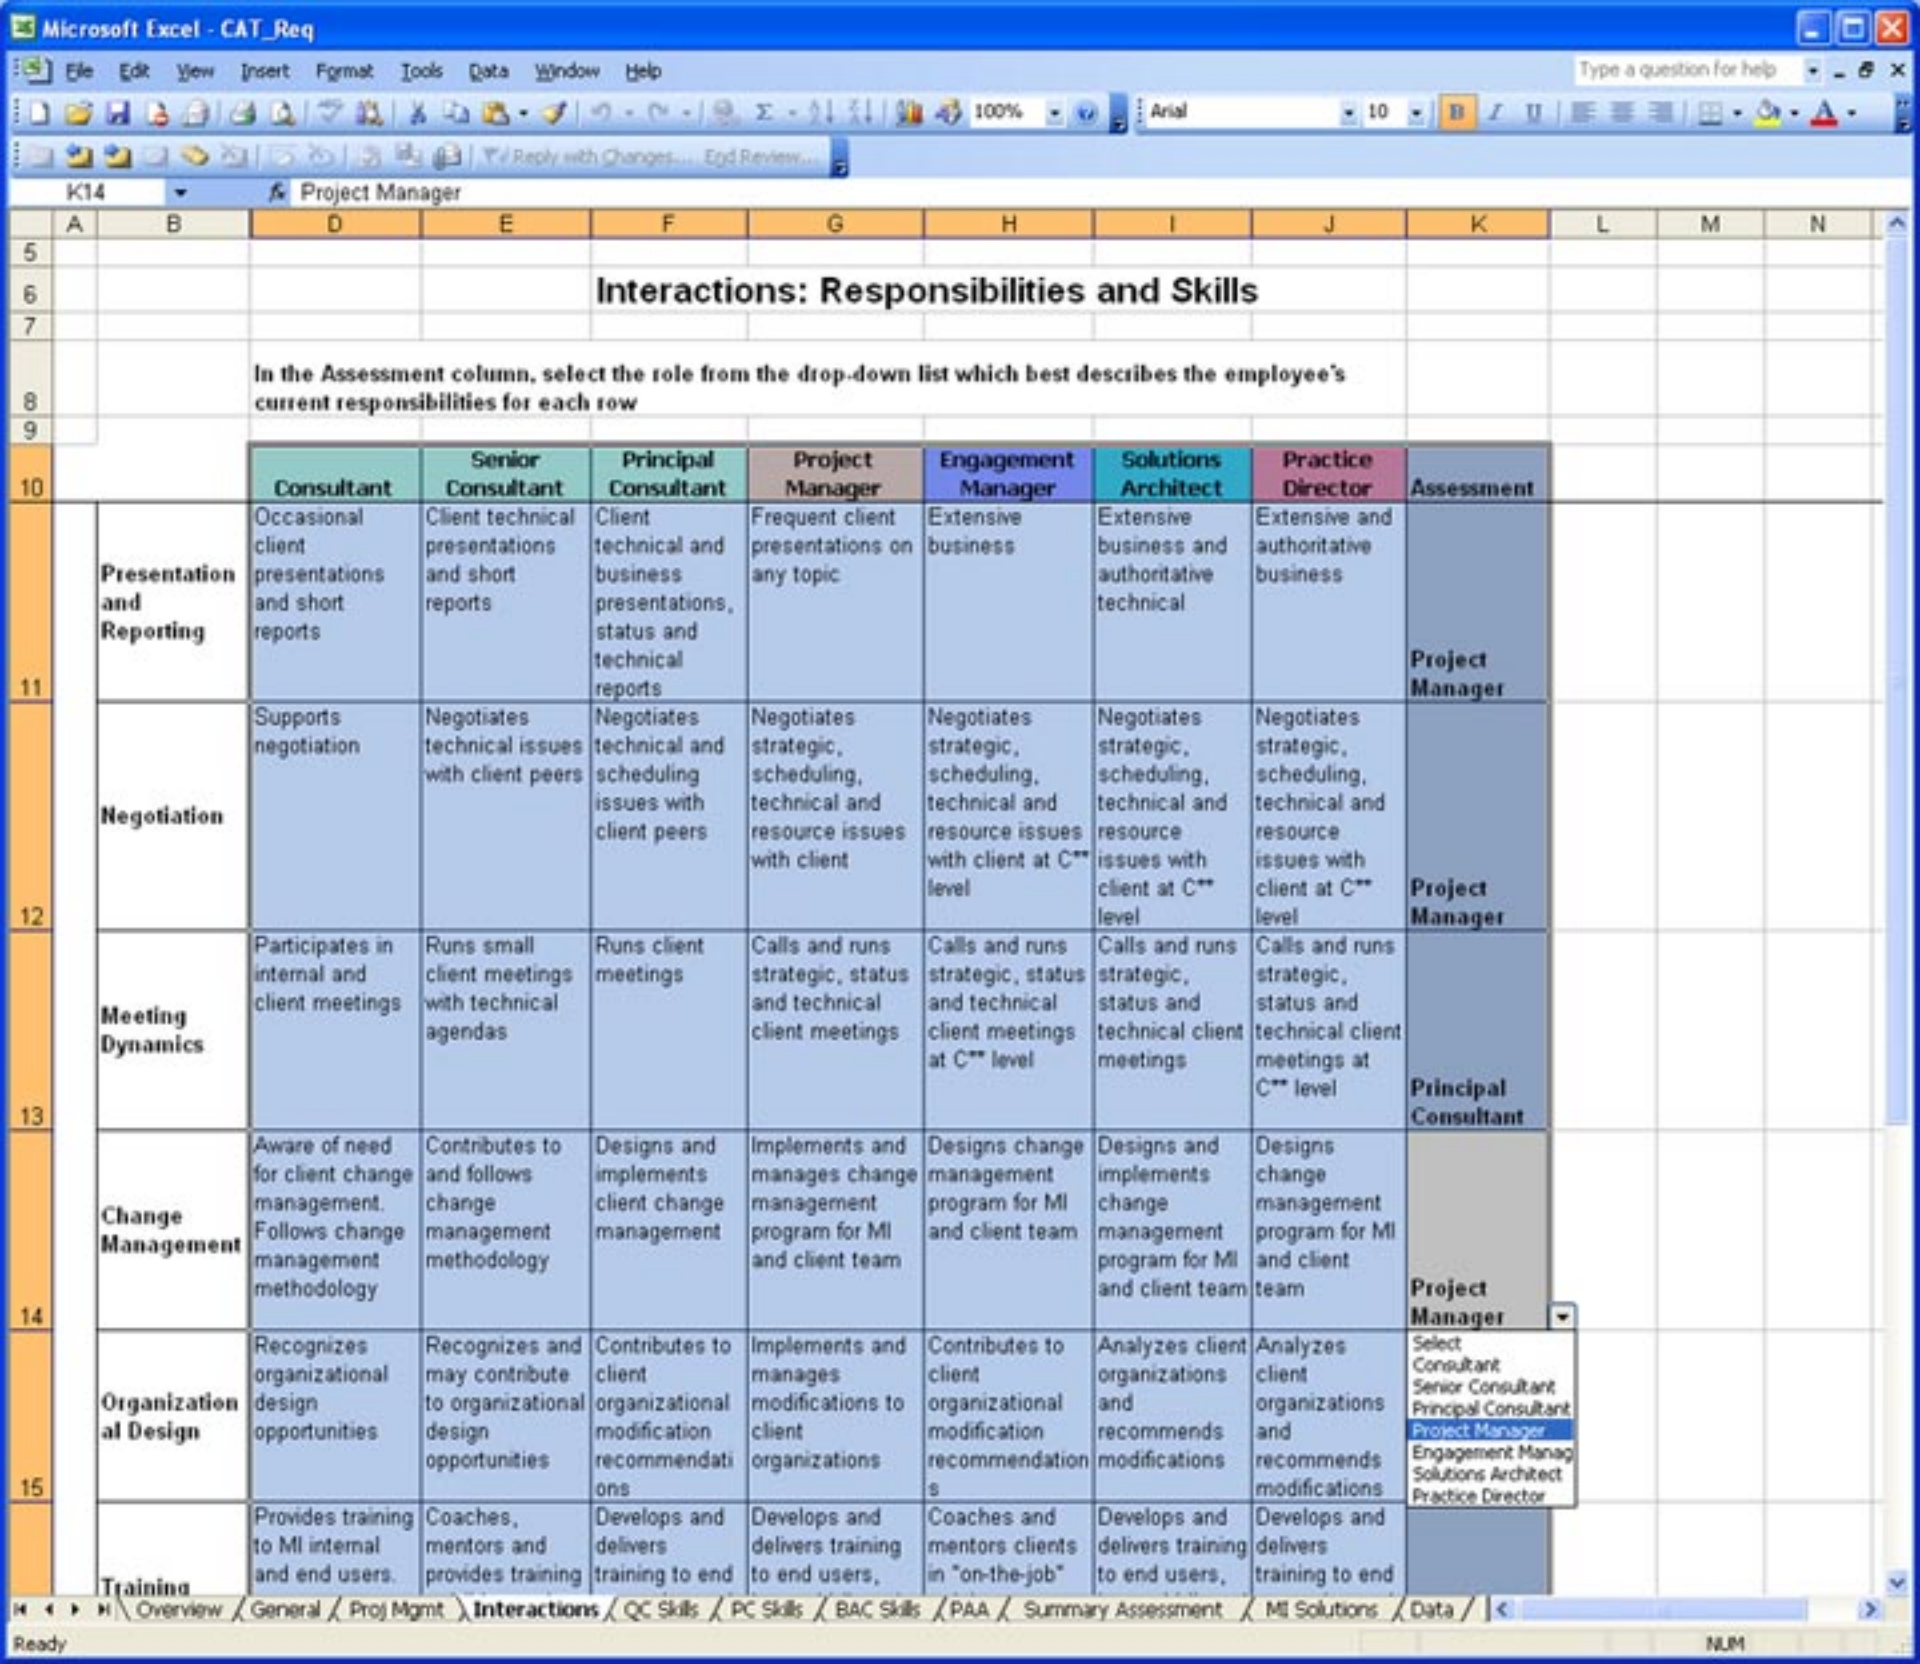 Microsoft Excel - CAT_Req
File Edit View Insert Format Tools Data Window Help Type a question for help
100% Arial 10 B I U A
Reply with Changes... End Review...
K14 fx Project Manager
A B D E F G H I J K L M N
5
6 Interactions: Responsibilities and Skills
7
In the Assessment column, select the role from the drop-down list which best describes the employee's
8 current responsibilities for each row
9
Senior Principal Project Engagement Solutions Practice
10 Consultant Consultant Consultant Manager Manager Architect Director Assessment
Presentation
and
Reporting
Occasional
client
presentations
and short
reports
Client technical
presentations
and short
reports
Client
technical and
business
presentations,
status and
technical
reports
Frequent client
presentations on
any topic
Extensive
business
Extensive
business and
authoritative
technical
Extensive and
authoritative
business
Project
Manager
11
Negotiation
Supports
negotiation
Negotiates
technical issues
with client peers
Negotiates
technical and
scheduling
issues with
client peers
Negotiates
strategic,
scheduling,
technical and
resource issues
with client
Negotiates
strategic,
scheduling,
technical and
resource issues
with client at C**
level
Negotiates
strategic,
scheduling,
technical and
resource
issues with
client at C**
level
Negotiates
strategic,
scheduling,
technical and
resource
issues with
client at C**
level
Project
Manager
12
Meeting
Dynamics
Participates in
internal and
client meetings
Runs small
client meetings
with technical
agendas
Runs client
meetings
Calls and runs
strategic, status
and technical
client meetings
Calls and runs
strategic, status
and technical
client meetings
at C** level
Calls and runs
strategic,
status and
technical client
meetings
Calls and runs
strategic,
status and
technical client
meetings at
C** level
Principal
Consultant
13
Change
Management
Aware of need
for client change
management.
Follows change
management
methodology
Contributes to
and follows
change
management
methodology
Designs and
implements
client change
management
Implements and
manages change
management
program for MI
and client team
Designs change
management
program for MI
and client team
Designs and
implements
change
management
program for MI
and client team
Designs
change
management
program for MI
and client
team
Project
Manager
14
Organization
al Design
Recognizes
organizational
design
opportunities
Recognizes and
may contribute
to organizational
design
opportunities
Contributes to
client
organizational
modification
recommendati
ons
Implements and
manages
modifications to
client
organizations
Contributes to
client
organizational
modification
recommendation
s
Analyzes client
organizations
and
recommends
modifications
Analyzes
client
organizations
and
recommends
modifications
Select
Consultant
Senior Consultant
Principal Consultant
Project Manager
Engagement Manag
Solutions Architect
Practice Director
15
Training
Provides training
to MI internal
and end users.
Coaches,
mentors and
provides training
Develops and
delivers
training to end
Develops and
delivers training
to end users,
Coaches and
mentors clients
in "on-the-job"
Develops and
delivers training
to end users,
Develops and
delivers
training to end
Overview General Proj Mgmt Interactions QC Skills PC Skills BAC Skills PAA Summary Assessment MI Solutions Data
Ready NUM